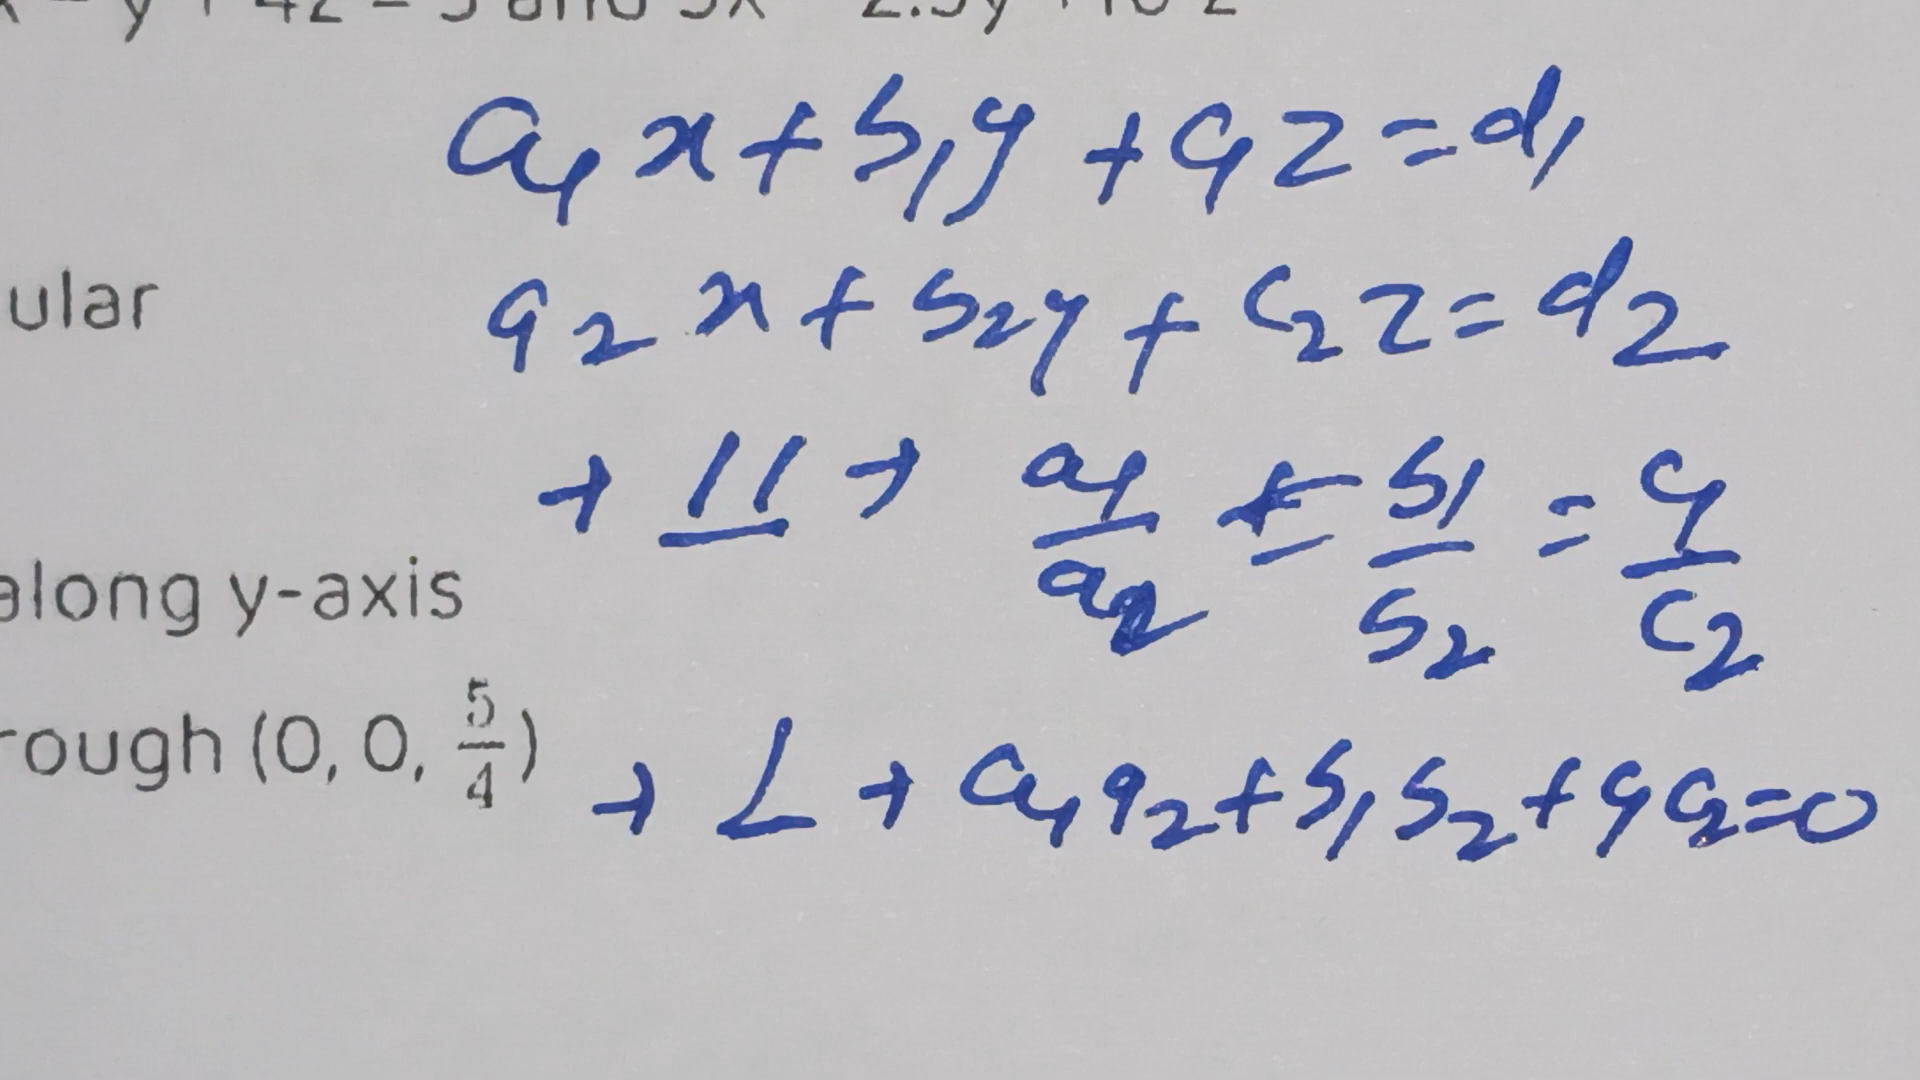 a₁x + b₁y + c₁z = d₁
ular
a₂x + b₂y + c₂z = d₂
→ 11 → a₁/a₂ = b₁/b₂ = c₁/c₂
along y-axis
rough (0, 0, 5/4)
→ ⊥ → a₁a₂ + b₁b₂ + c₁c₂ = 0